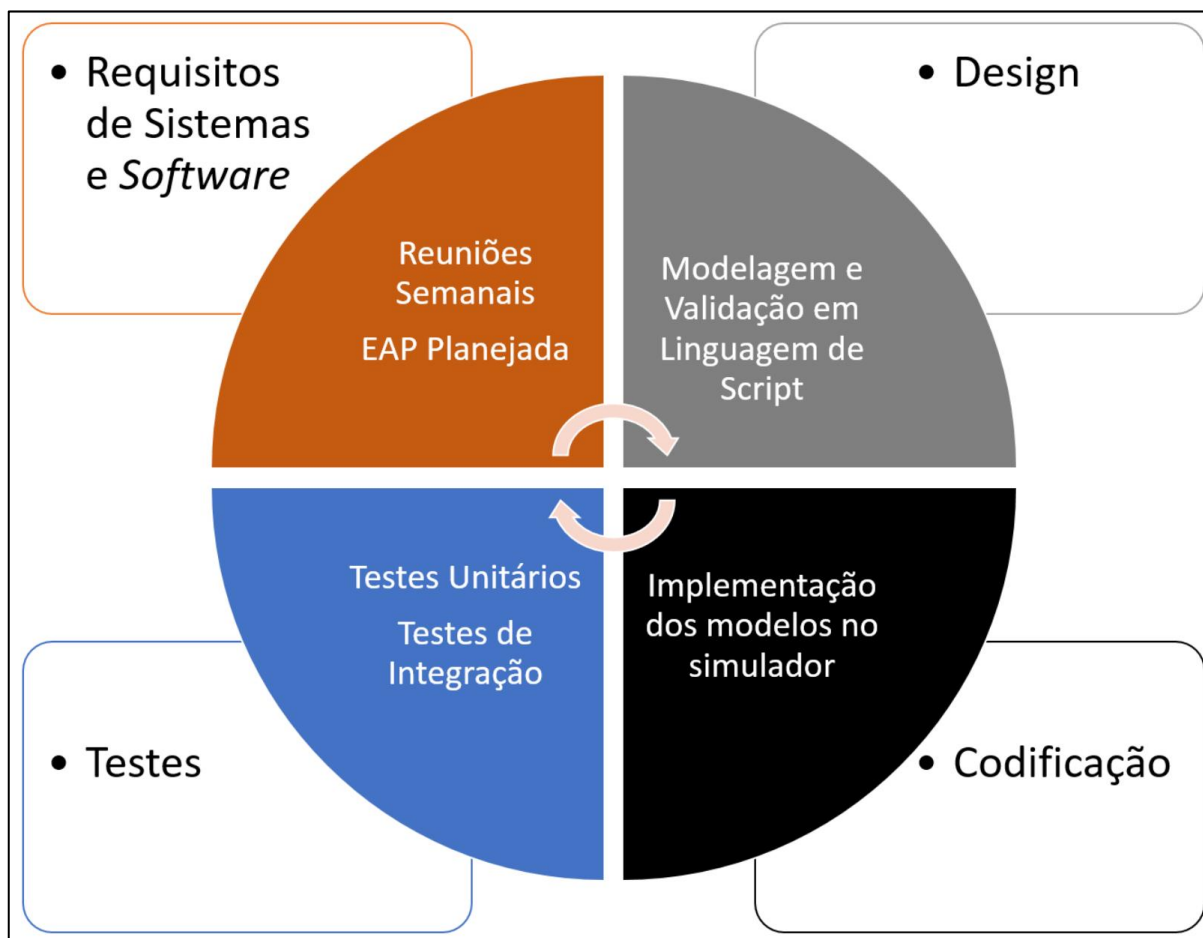 • Requisitos
de Sistemas
e Software
• Design
Reuniões
Semanais
EAP Planejada
Modelagem e
Validação em
Linguagem de
Script
Testes Unitários
Testes de
Integração
Implementação
dos modelos no
simulador
• Testes
• Codificação